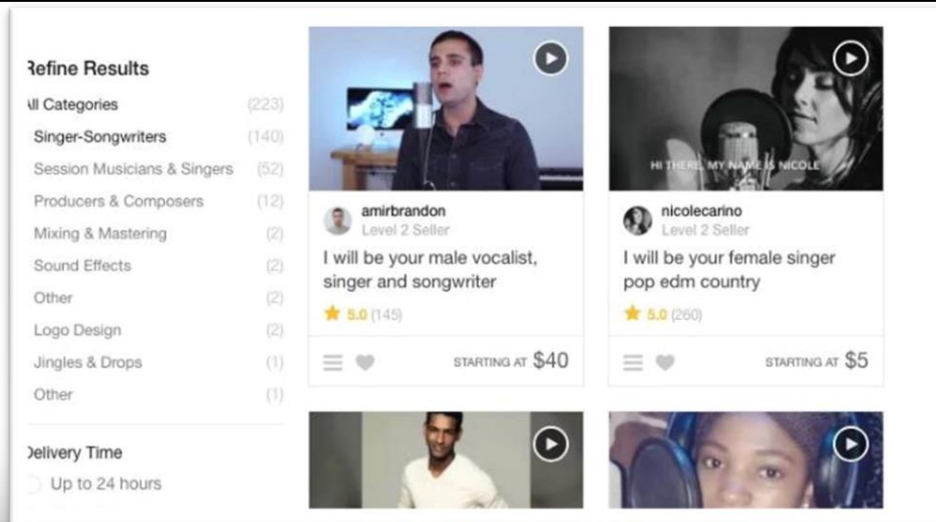 Refine Results
All Categories (223)
Singer-Songwriters (140)
Session Musicians & Singers (52)
Producers & Composers (12)
Mixing & Mastering (2)
Sound Effects (2)
Other (2)
Logo Design (2)
Jingles & Drops (1)
Other (1)
Delivery Time
Up to 24 hours
amirbrandon
Level 2 Seller
I will be your male vocalist,
singer and songwriter
5.0 (145)
STARTING AT $40
HI THERE, MY NAME IS NICOLE
nicolecarino
Level 2 Seller
I will be your female singer
pop edm country
5.0 (260)
STARTING AT $5